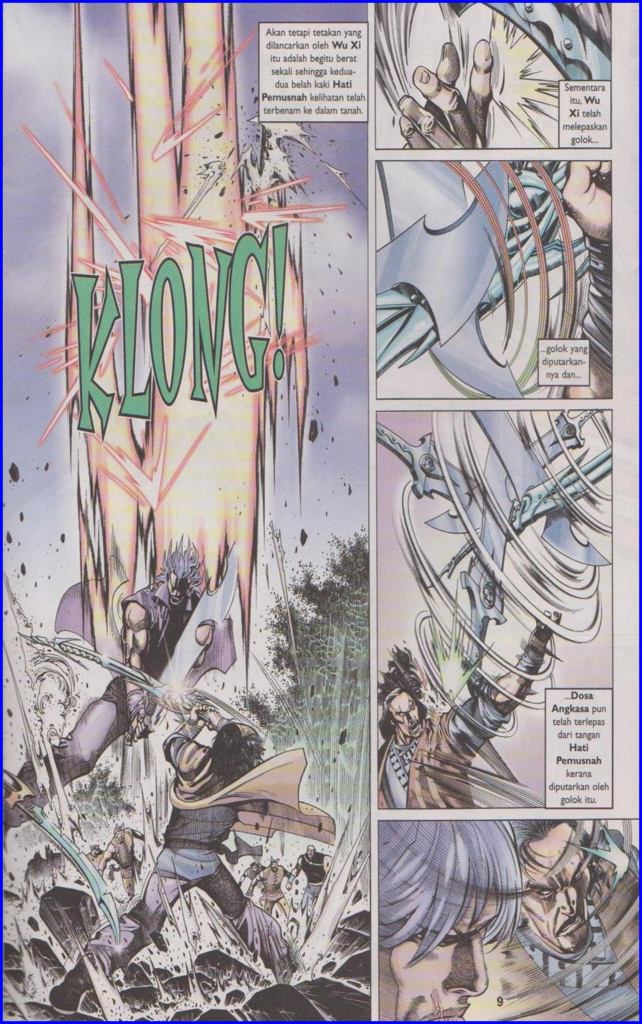 Akan tetapi tetakan yang
dilancarkan oleh Wu Xi
itu adalah begitu berat
sekali sehingga kedua-
dua belah kaki Hati
Pemusnah kelihatan telah
terbenam ke dalam tanah.
KLONG!
Sementara
itu, Wu
Xi telah
melepaskan
golok...
...golok yang
diputarkan-
nya dan...
...Dosa
Angkasa pun
telah terlepas
dari tangan
Hati
Pemusnah
kerana
diputarkan oleh
golok itu.
9